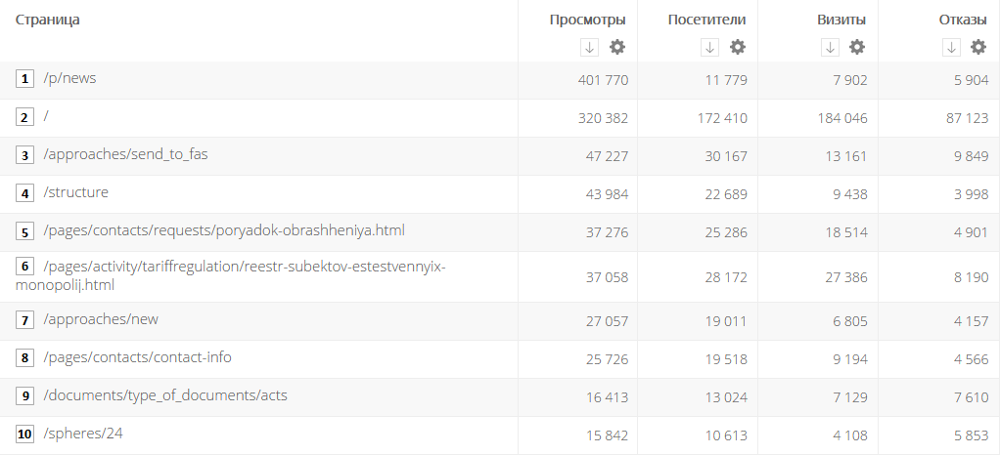 Страница Просмотры Посетители Визиты Отказы
1 /p/news 401 770 11 779 7 902 5 904
2 / 320 382 172 410 184 046 87 123
3 /approaches/send_to_fas 47 227 30 167 13 161 9 849
4 /structure 43 984 22 689 9 438 3 998
5 /pages/contacts/requests/poryadok-obrashheniya.html 37 276 25 286 18 514 4 901
6 /pages/activity/tariffregulation/reestr-subektov-estestvennyix-
monopolij.html 37 058 28 172 27 386 8 190
7 /approaches/new 27 057 19 011 6 805 4 157
8 /pages/contacts/contact-info 25 726 19 518 9 194 4 566
9 /documents/type_of_documents/acts 16 413 13 024 7 129 7 610
10 /spheres/24 15 842 10 613 4 108 5 853